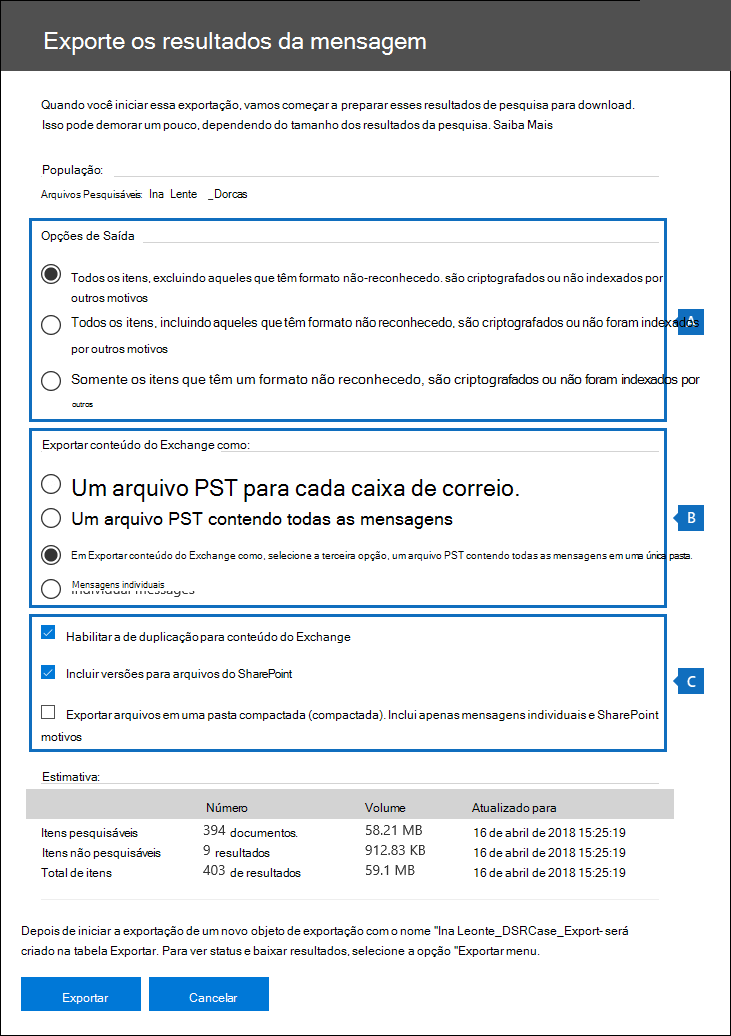 Exporte os resultados da mensagem
Quando você iniciar essa exportação, vamos começar a preparar esses resultados de pesquisa para download.
Isso pode demorar um pouco, dependendo do tamanho dos resultados da pesquisa. Saiba Mais
População:
Arquivos Pesquisáveis: Ina Lente _Dorcas
Opções de Saída
Todos os itens, excluindo aqueles que têm formato não-reconhecedo. são criptografados ou não indexados por
outros motivos
Todos os itens, incluindo aqueles que têm formato não reconhecedo, são criptografados ou não foram indexados
por outros motivos
A
Somente os itens que têm um formato não reconhecedo, são criptografados ou não foram indexados por
outros
Exportar conteúdo do Exchange como:
Um arquivo PST para cada caixa de correio.
Um arquivo PST contendo todas as mensagens
B
Em Exportar conteúdo do Exchange como, selecione a terceira opção, um arquivo PST contendo todas as mensagens em uma única pasta.
Mensagens individuais
Individual messages
Habilitar a de duplicação para conteúdo do Exchange
Incluir versões para arquivos do SharePoint
C
Exportar arquivos em uma pasta compactada (compactada). Inclui apenas mensagens individuais e SharePoint
motivos
Estimativa:
Número Volume Atualizado para
Itens pesquisáveis 394 documentos. 58.21 MB 16 de abril de 2018 15:25:19
Itens não pesquisáveis 9 resultados 912.83 KB 16 de abril de 2018 15:25:19
Total de itens 403 de resultados 59.1 MB 16 de abril de 2018 15:25:19
Depois de iniciar a exportação de um novo objeto de exportação com o nome "Ina Leonte_DSRCase_Export- será
criado na tabela Exportar. Para ver status e baixar resultados, selecione a opção "Exportar menu.
Exportar Cancelar